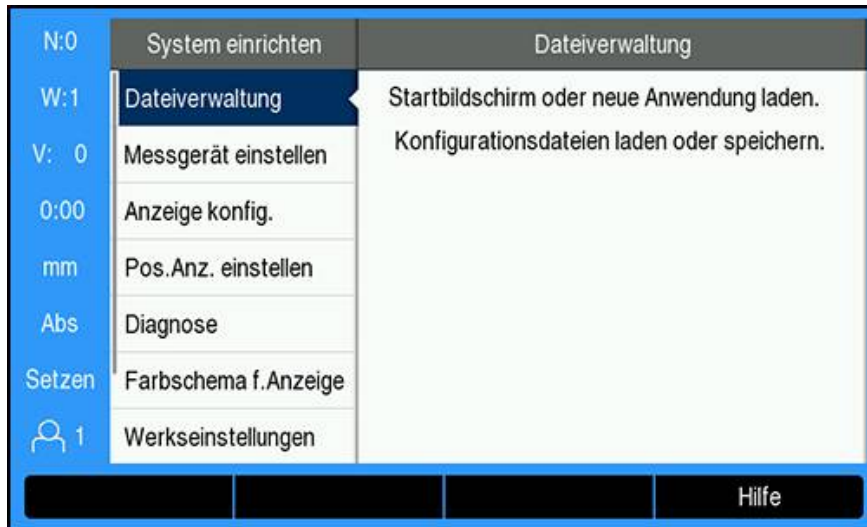 N:0
W:1
V: 0
0:00
mm
Abs
Setzen
1
System einrichten
Dateiverwaltung
Messgerät einstellen
Anzeige konfig.
Pos.Anz. einstellen
Diagnose
Farbschema f.Anzeige
Werkseinstellungen
Dateiverwaltung
Startbildschirm oder neue Anwendung laden.
Konfigurationsdateien laden oder speichern.
Hilfe